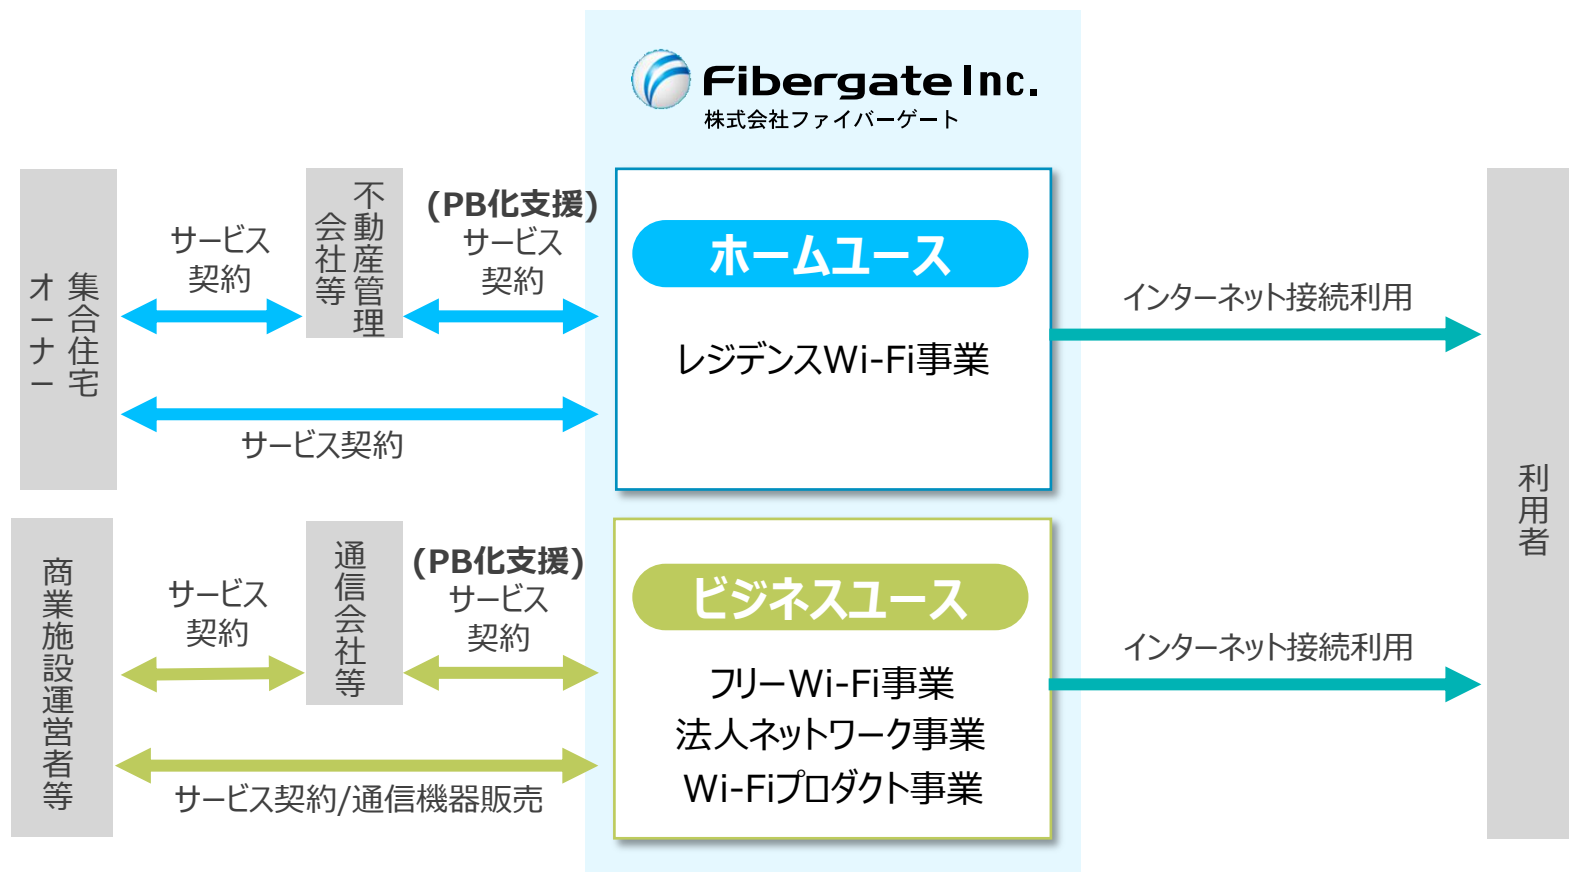 Fibergate Inc.
株式会社ファイバーゲート
集合住宅
オーナー
サービス
契約
不動産管理
会社等
(PB化支援)
サービス
契約
サービス契約
ホームユース
レジデンスWi-Fi事業
インターネット接続利用
商業施設運営者等
サービス
契約
通信会社等
(PB化支援)
サービス
契約
サービス契約/通信機器販売
ビジネスユース
フリーWi-Fi事業
法人ネットワーク事業
Wi-Fiプロダクト事業
インターネット接続利用
利用者